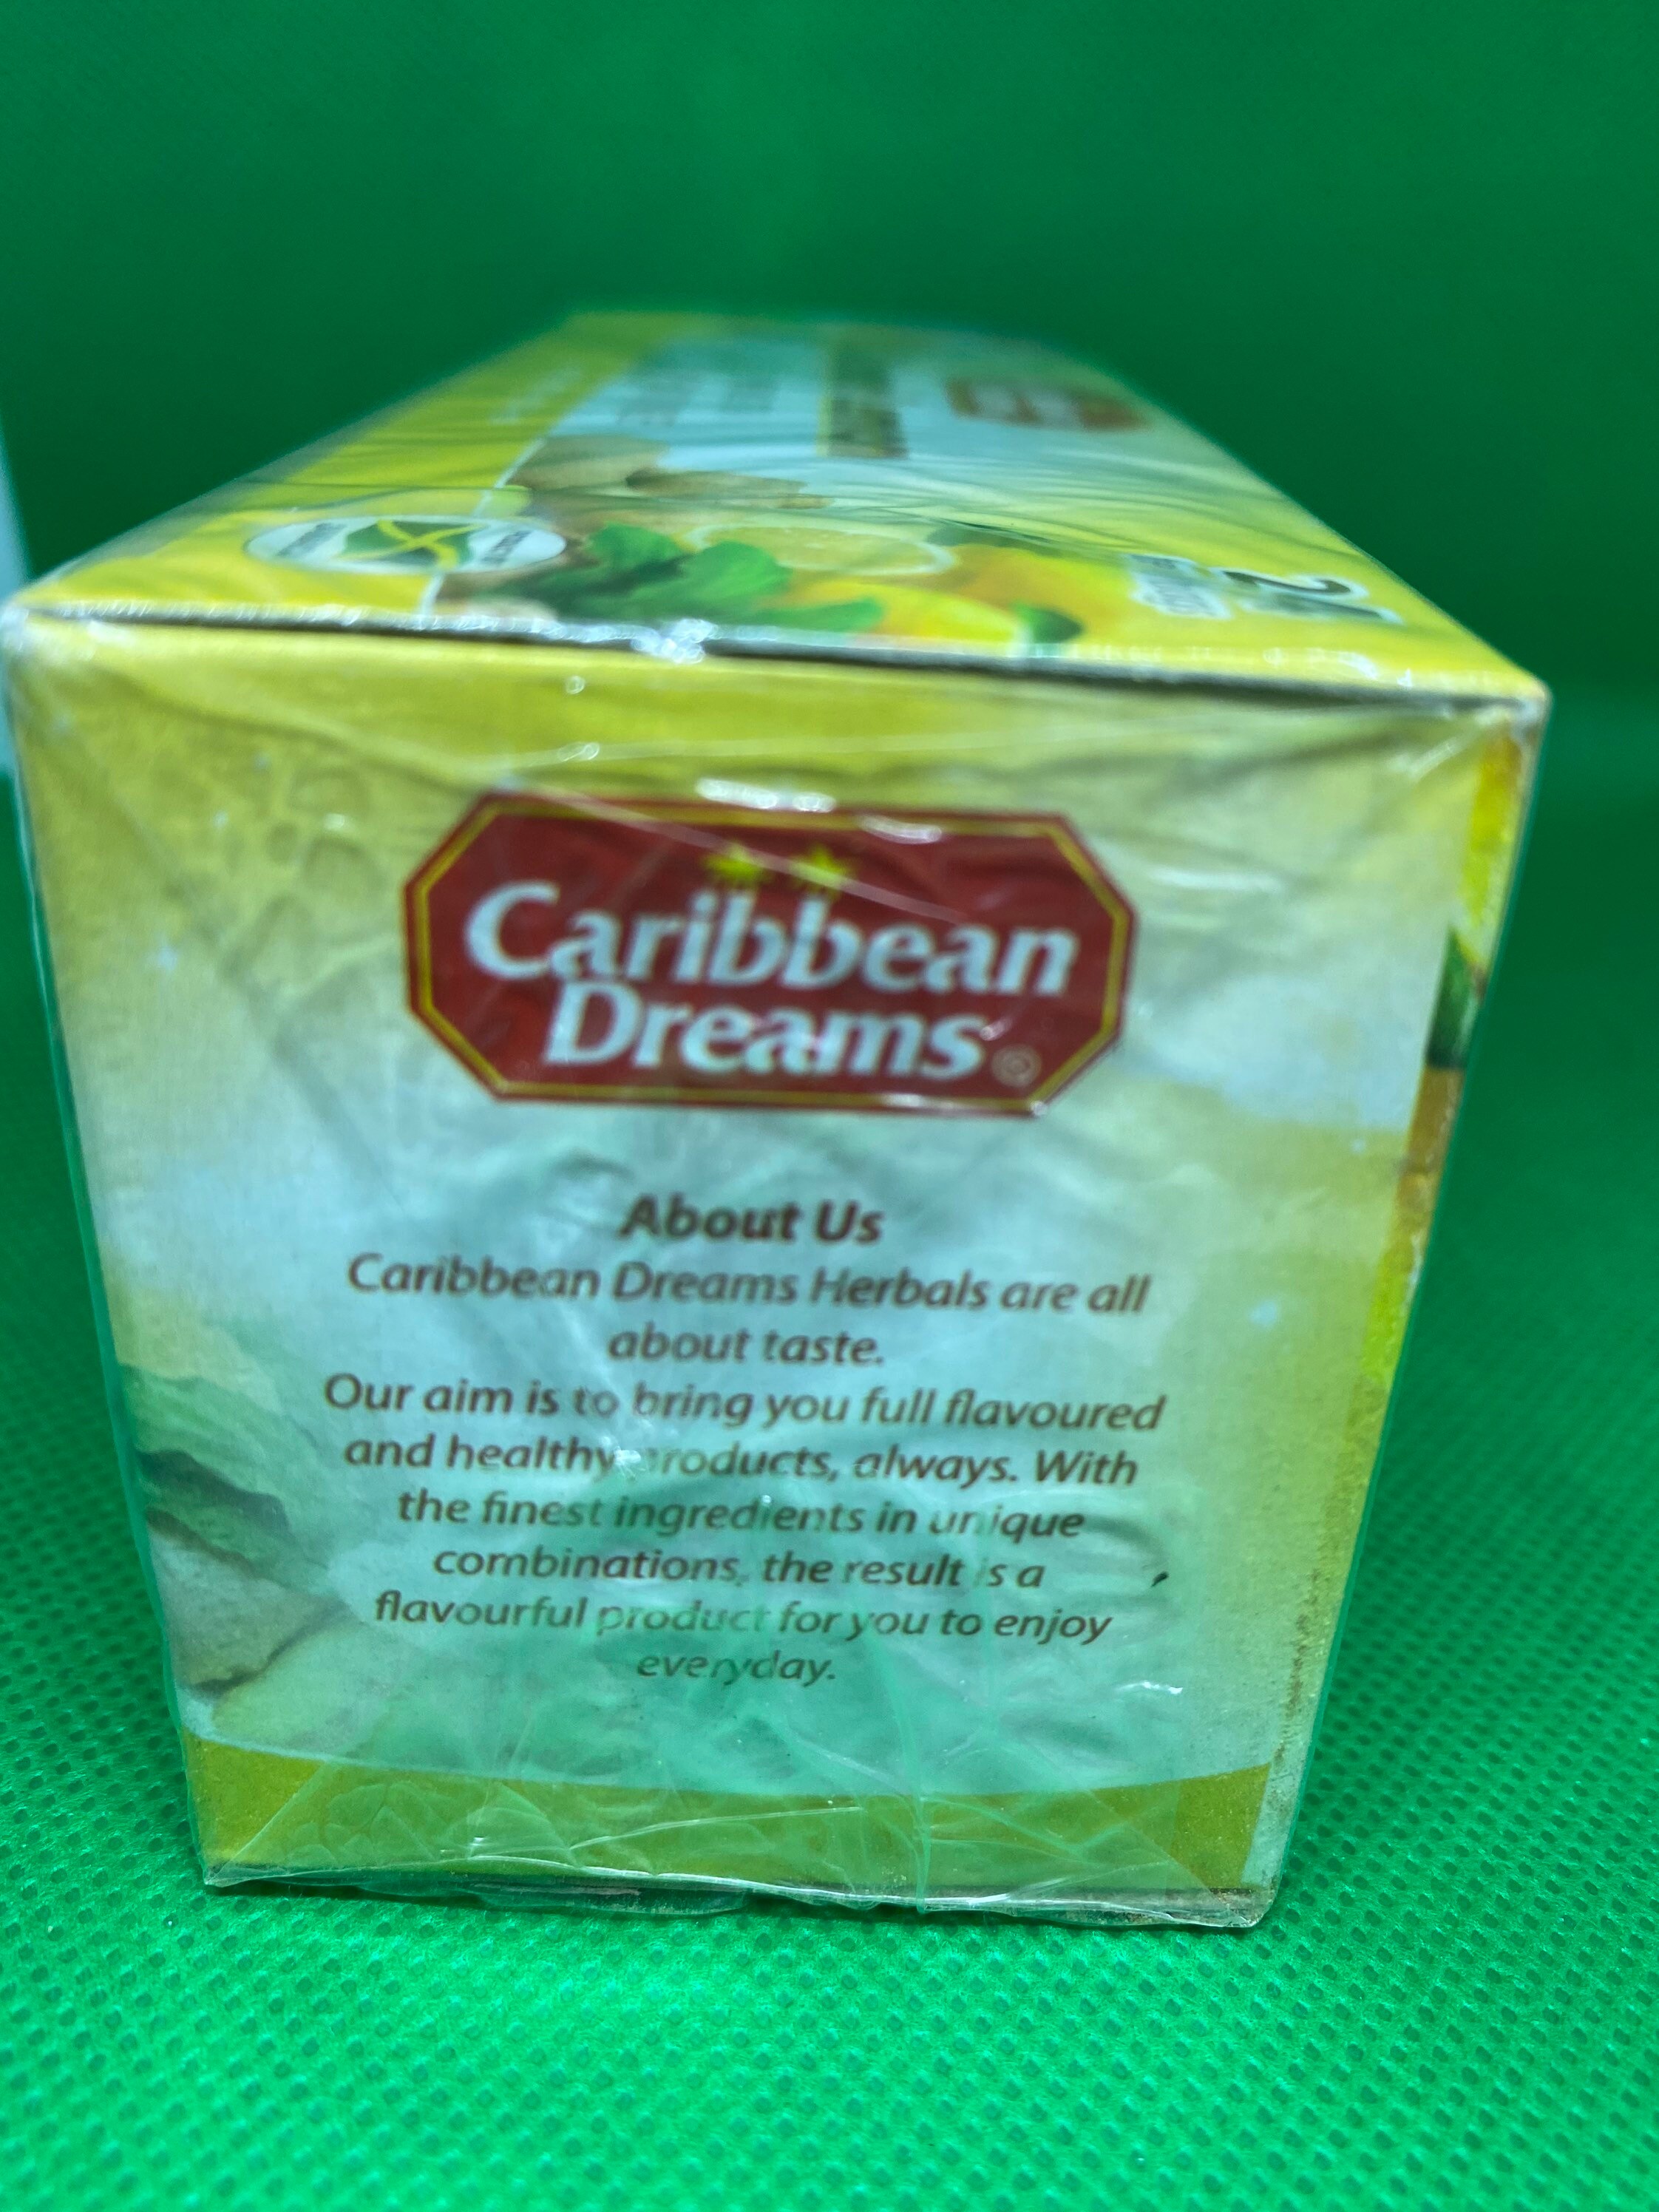 Caribbean
Dreams
About Us
Caribbean Dreams Herbals are all
about taste.
Our aim is to bring you full flavoured
and healthy products, always. With
the finest ingredients in unique
combinations, the result is a
flavourful product for you to enjoy
everyday.